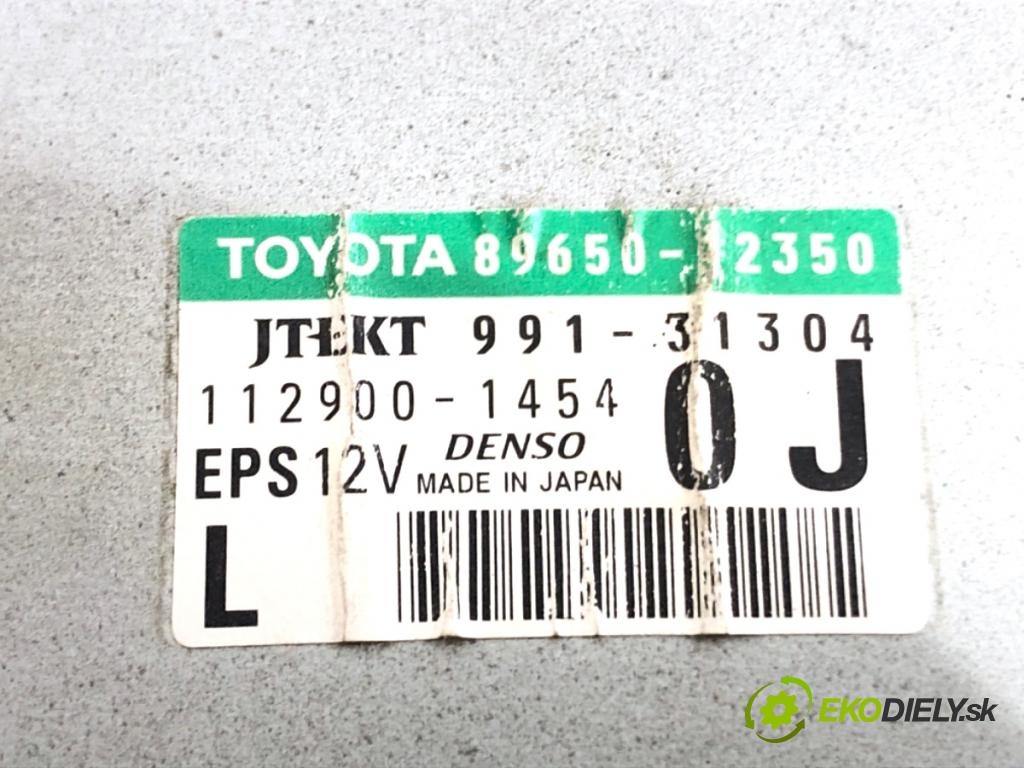 TOYOTA 89650- 2350
JTEKT 991-31304
112900-1454 0J
EPS 12V DENSO
MADE IN JAPAN
L
EKODIELY.sk